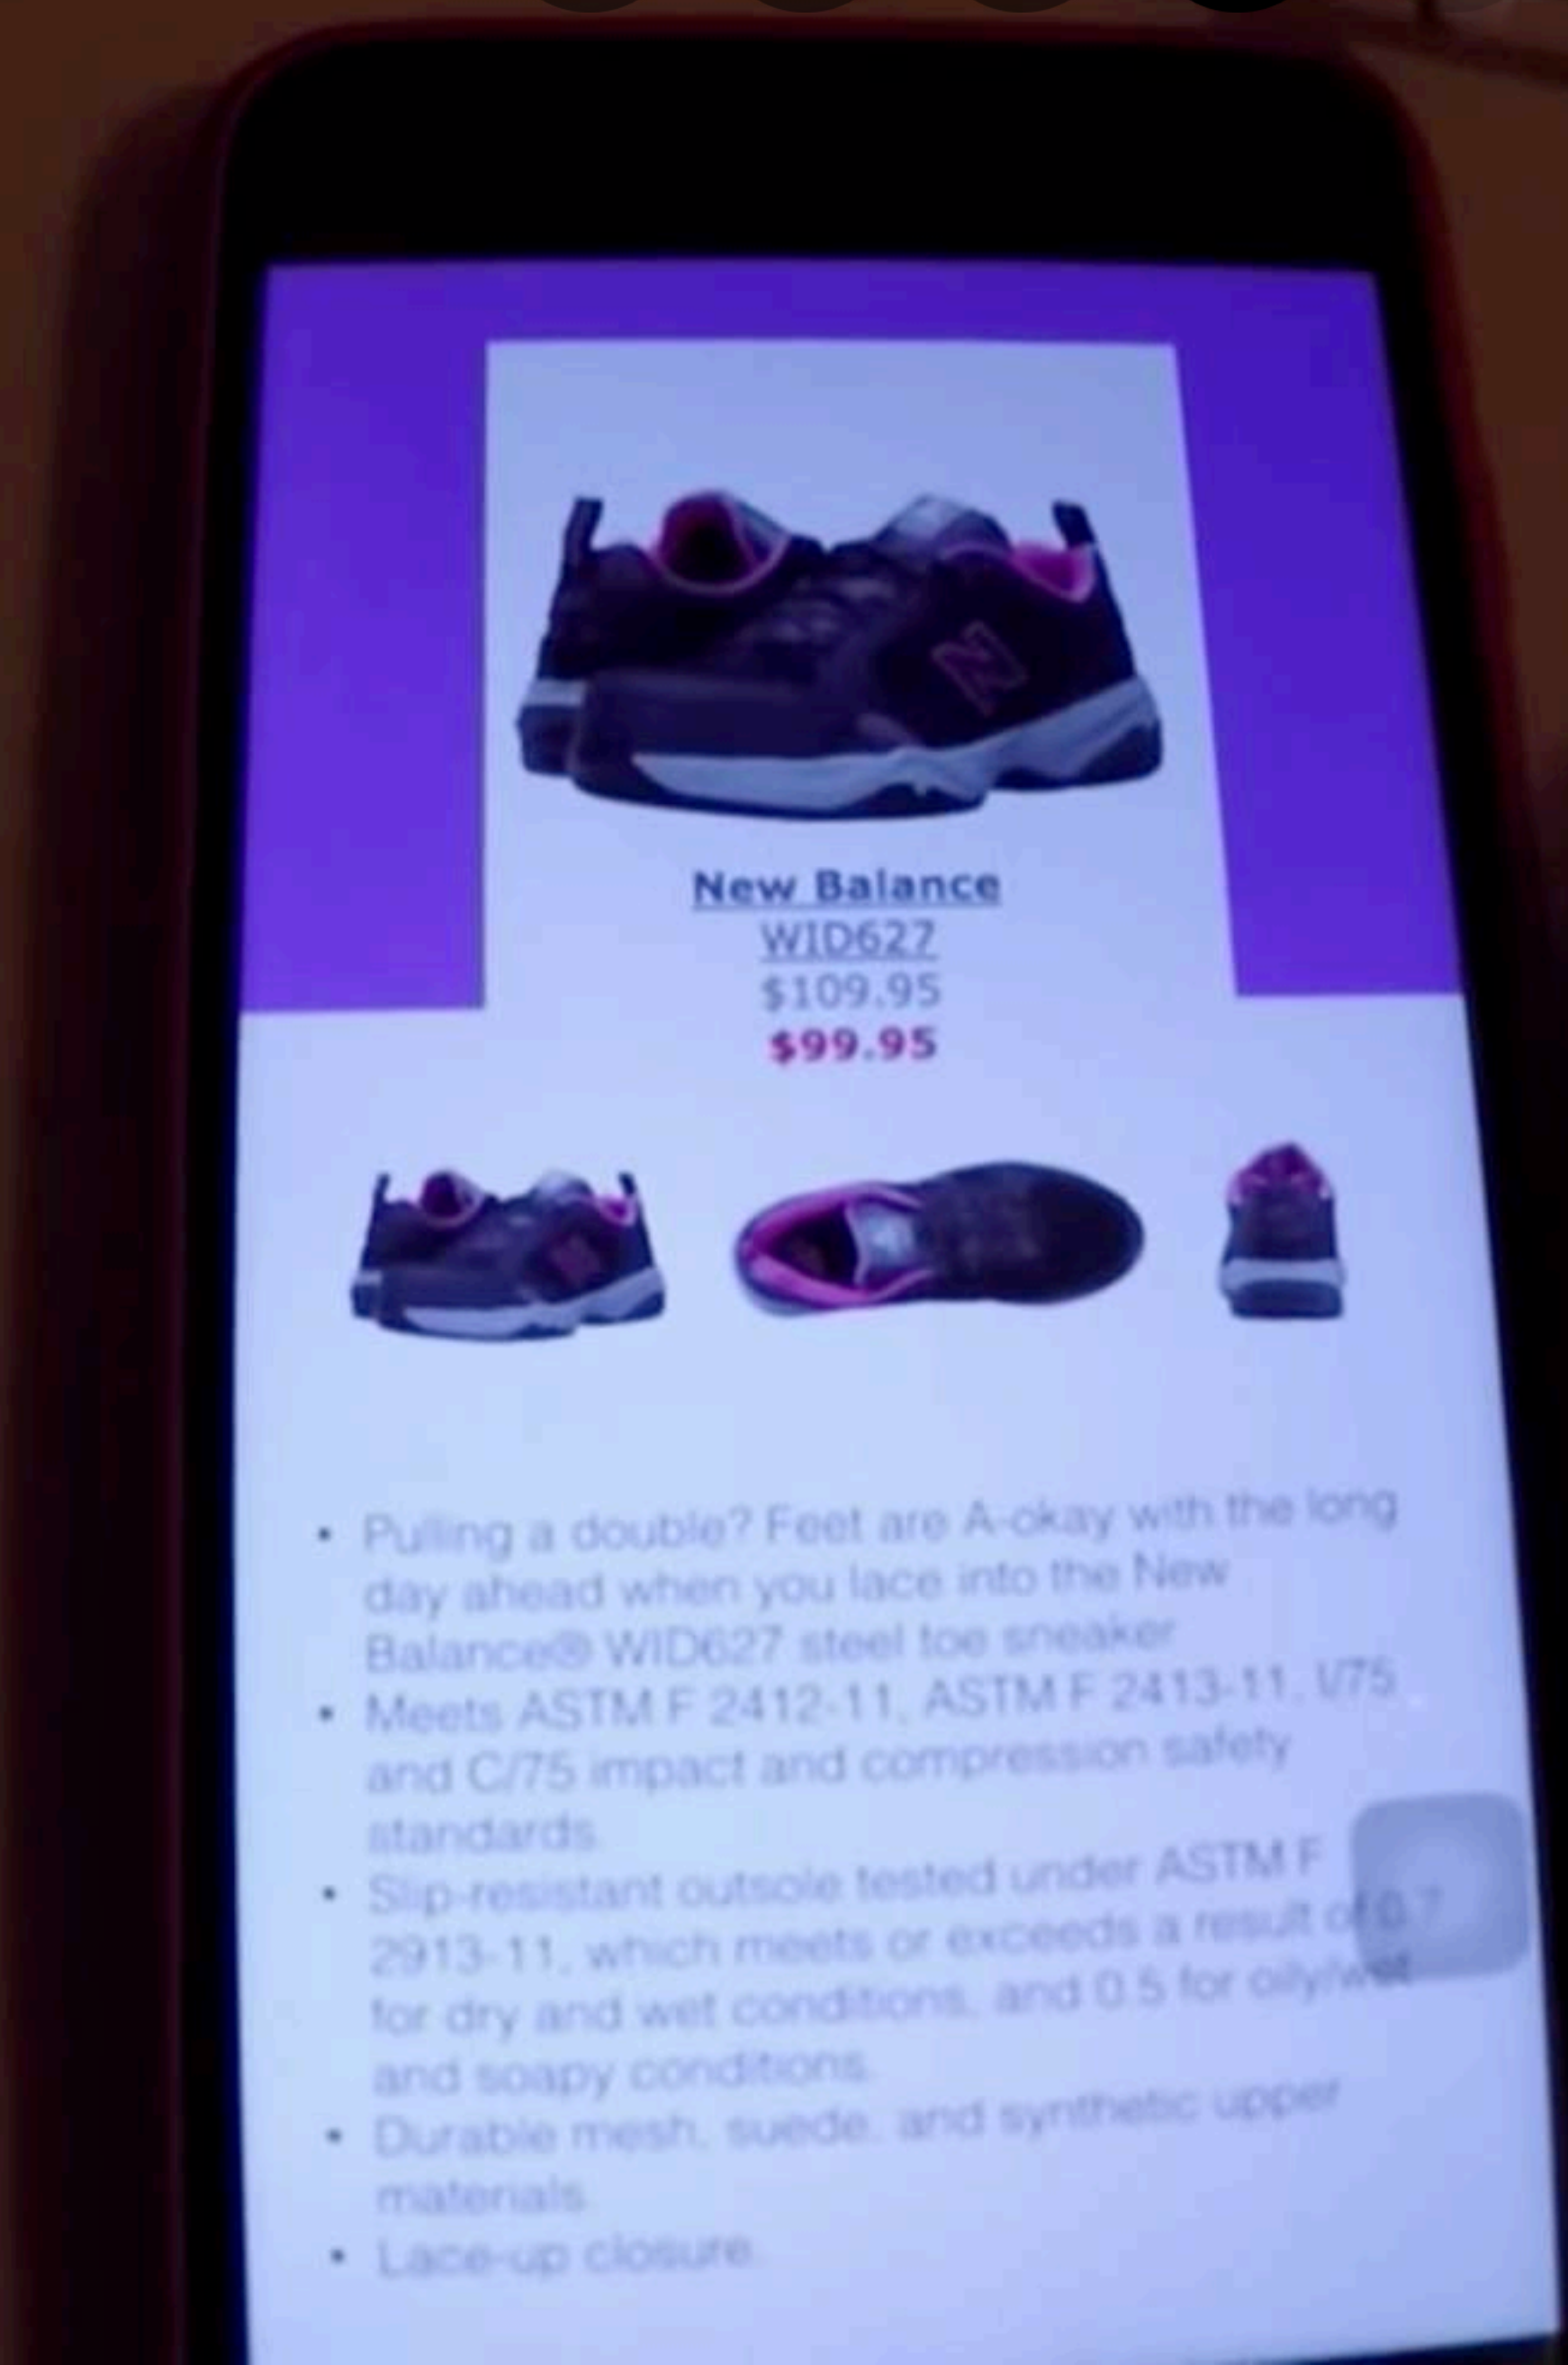 N
New Balance
WID627
$109.95
$99.95
• Pulling a double? Feet are A-okay with the long
day ahead when you lace into the New
Balance® WID627 steel toe sneaker
• Meets ASTM F 2412-11, ASTM F 2413-11, I/75
and C/75 impact and compression safety
standards.
• Slip-resistant outsole tested under ASTM F
2913-11, which meets or exceeds a result of 0.7
for dry and wet conditions, and 0.5 for oily/wet
and soapy conditions.
• Durable mesh, suede, and synthetic upper
materials.
• Lace-up closure.